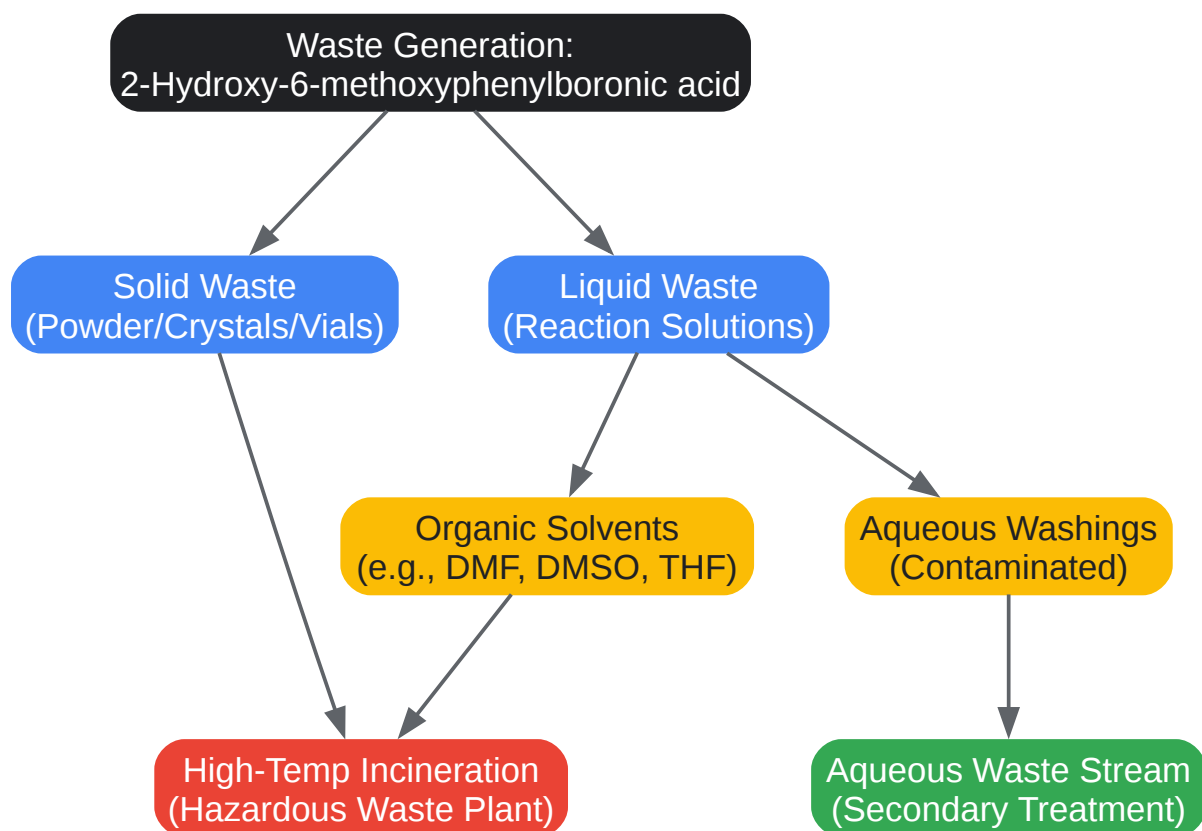 Waste Generation:
2-Hydroxy-6-methoxyphenylboronic acid
Solid Waste
(Powder/Crystals/Vials)
Liquid Waste
(Reaction Solutions)
Organic Solvents
(e.g., DMF, DMSO, THF)
Aqueous Washings
(Contaminated)
High-Temp Incineration
(Hazardous Waste Plant)
Aqueous Waste Stream
(Secondary Treatment)